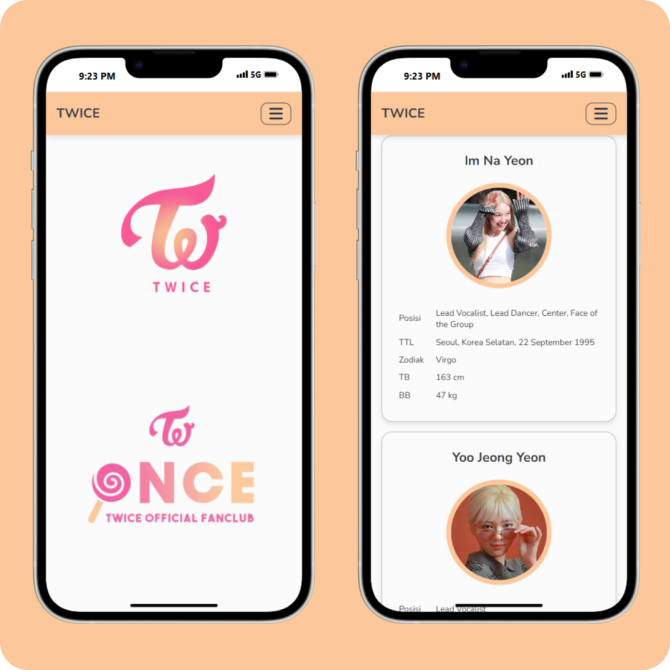 9:23 PM
5G
TWICE
Tw
TWICE
Tw
ONCE
TWICE OFFICIAL FANCLUB
9:23 PM
5G
TWICE
Im Na Yeon
Posisi Lead Vocalist, Lead Dancer, Center, Face of
the Group
TTL Seoul, Korea Selatan, 22 September 1995
Zodiak Virgo
TB 163 cm
BB 47 kg
Yoo Jeong Yeon
Posisi Lead Vocalist